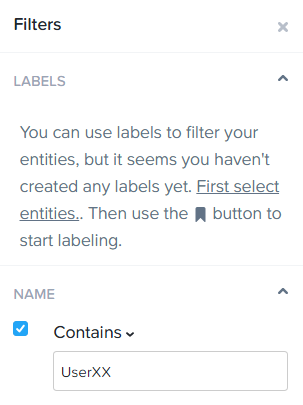 Filters
LABELS
You can use labels to filter your
entities, but it seems you haven't
created any labels yet. First select
entities.. Then use the button to
start labeling.
NAME
Contains
UserXX